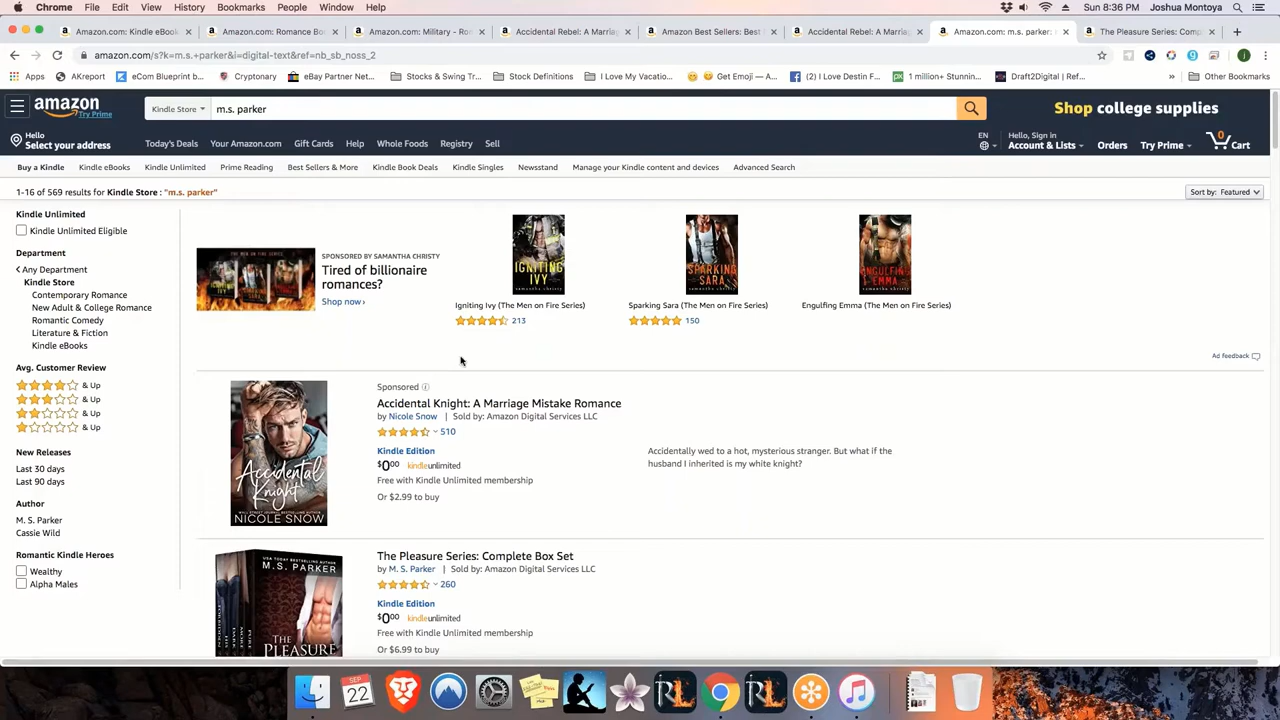 Chrome File Edit View History Bookmarks People Window Help Sun 8:36 PM Joshua Montoya
Amazon.com: Kindle eBook Amazon.com: Romance Bo Amazon.com: Military - Ro Accidental Rebel: A Marriag Amazon Best Sellers: Best Accidental Rebel: A Marriag Amazon.com: m.s. parker: K The Pleasure Series: Comp
amazon.com/s?k=m.s.+parker&i=digital-text&ref=nb_sb_noss_2
Apps AKreport eCom Blueprint b... Cryptonary eBay Partner Net... Stocks & Swing Tr... Stock Definitions I Love My Vacatio... Get Emoji — A... (2) I Love Destin F... 1 million+ Stunnin... Draft2Digital | Ref... Other Bookmarks
amazon Try Prime Kindle Store m.s. parker Shop college supplies
Hello
Select your address Today's Deals Your Amazon.com Gift Cards Help Whole Foods Registry Sell EN Hello, Sign in Account & Lists Orders Try Prime 0 Cart
Buy a Kindle Kindle eBooks Kindle Unlimited Prime Reading Best Sellers & More Kindle Book Deals Kindle Singles Newsstand Manage your Kindle content and devices Advanced Search
1-16 of 569 results for Kindle Store : "m.s. parker" Sort by: Featured
Kindle Unlimited
Kindle Unlimited Eligible
Department
Any Department
Kindle Store
Contemporary Romance
New Adult & College Romance
Romantic Comedy
Literature & Fiction
Kindle eBooks
Avg. Customer Review
& Up
& Up
& Up
& Up
New Releases
Last 30 days
Last 90 days
Author
M. S. Parker
Cassie Wild
Romantic Kindle Heroes
Wealthy
Alpha Males
SPONSORED BY SAMANTHA CHRISTY
Tired of billionaire
romances?
Shop now ›
IGNITING
IVY
Igniting Ivy (The Men on Fire Series)
213
SPARKING
SARA
Sparking Sara (The Men on Fire Series)
150
ENGULFING
EMMA
Engulfing Emma (The Men on Fire Series)
Ad feedback
Accidental
Knight
NICOLE SNOW
Sponsored
Accidental Knight: A Marriage Mistake Romance
by Nicole Snow | Sold by: Amazon Digital Services LLC
510
Kindle Edition
$0.00 kindleunlimited
Free with Kindle Unlimited membership
Or $2.99 to buy
Accidentally wed to a hot, mysterious stranger. But what if the
husband I inherited is my white knight?
USA TODAY BESTSELLING AUTHOR
M.S. PARKER
THE
PLEASURE
The Pleasure Series: Complete Box Set
by M. S. Parker | Sold by: Amazon Digital Services LLC
260
Kindle Edition
$0.00 kindleunlimited
Free with Kindle Unlimited membership
Or $6.99 to buy
SEP
22